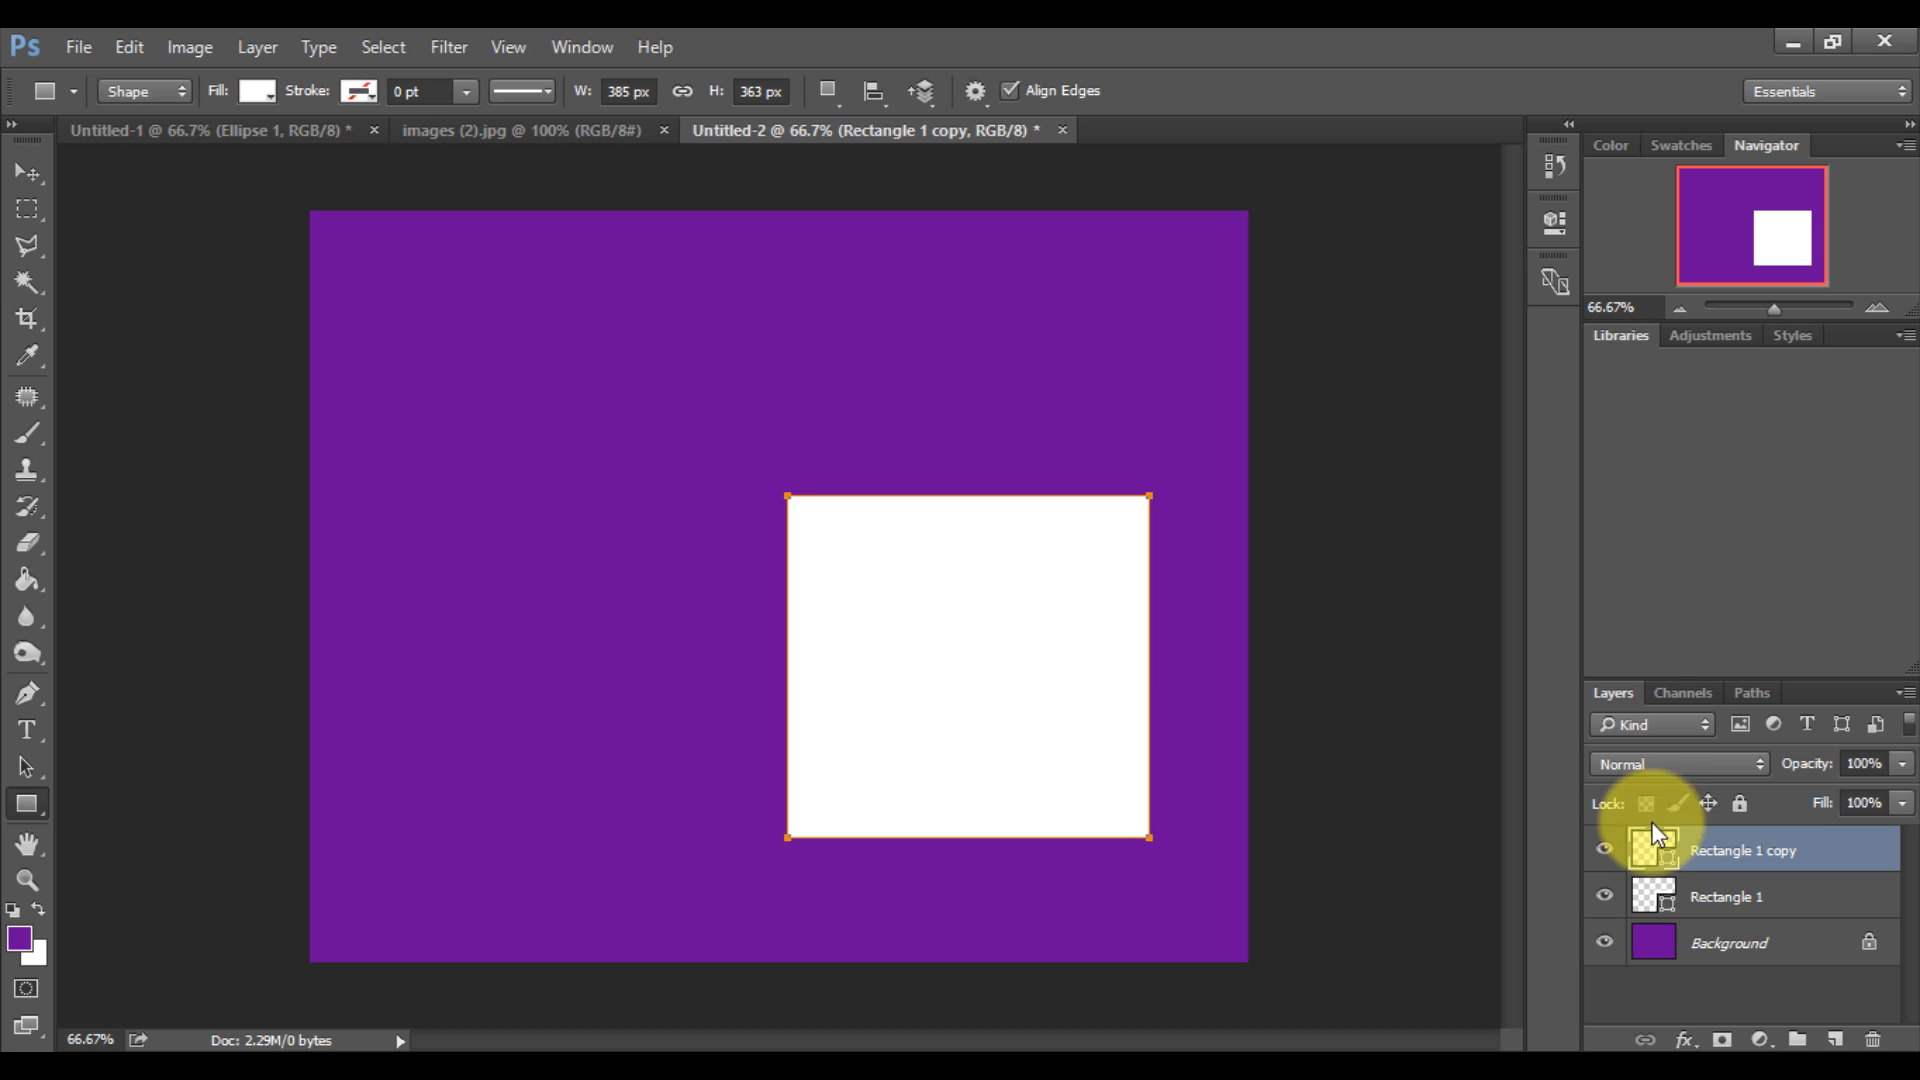 Ps File Edit Image Layer Type Select Filter View Window Help
Shape Fill: Stroke: 0 pt W: 385 px H: 363 px Align Edges Essentials
Untitled-1 @ 66.7% (Ellipse 1, RGB/8) * images (2).jpg @ 100% (RGB/8#) Untitled-2 @ 66.7% (Rectangle 1 copy, RGB/8) *
Color Swatches Navigator
66.67%
Libraries Adjustments Styles
Layers Channels Paths
Kind
Normal Opacity: 100%
Lock: Fill: 100%
Rectangle 1 copy
Rectangle 1
Background
66.67% Doc: 2.29M/0 bytes